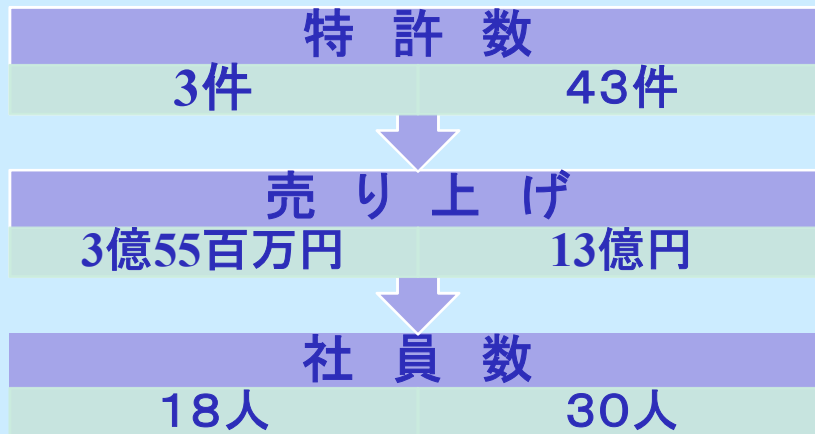 特許数
3件 43件
売り上げ
3億55百万円 13億円
社員数
18人 30人